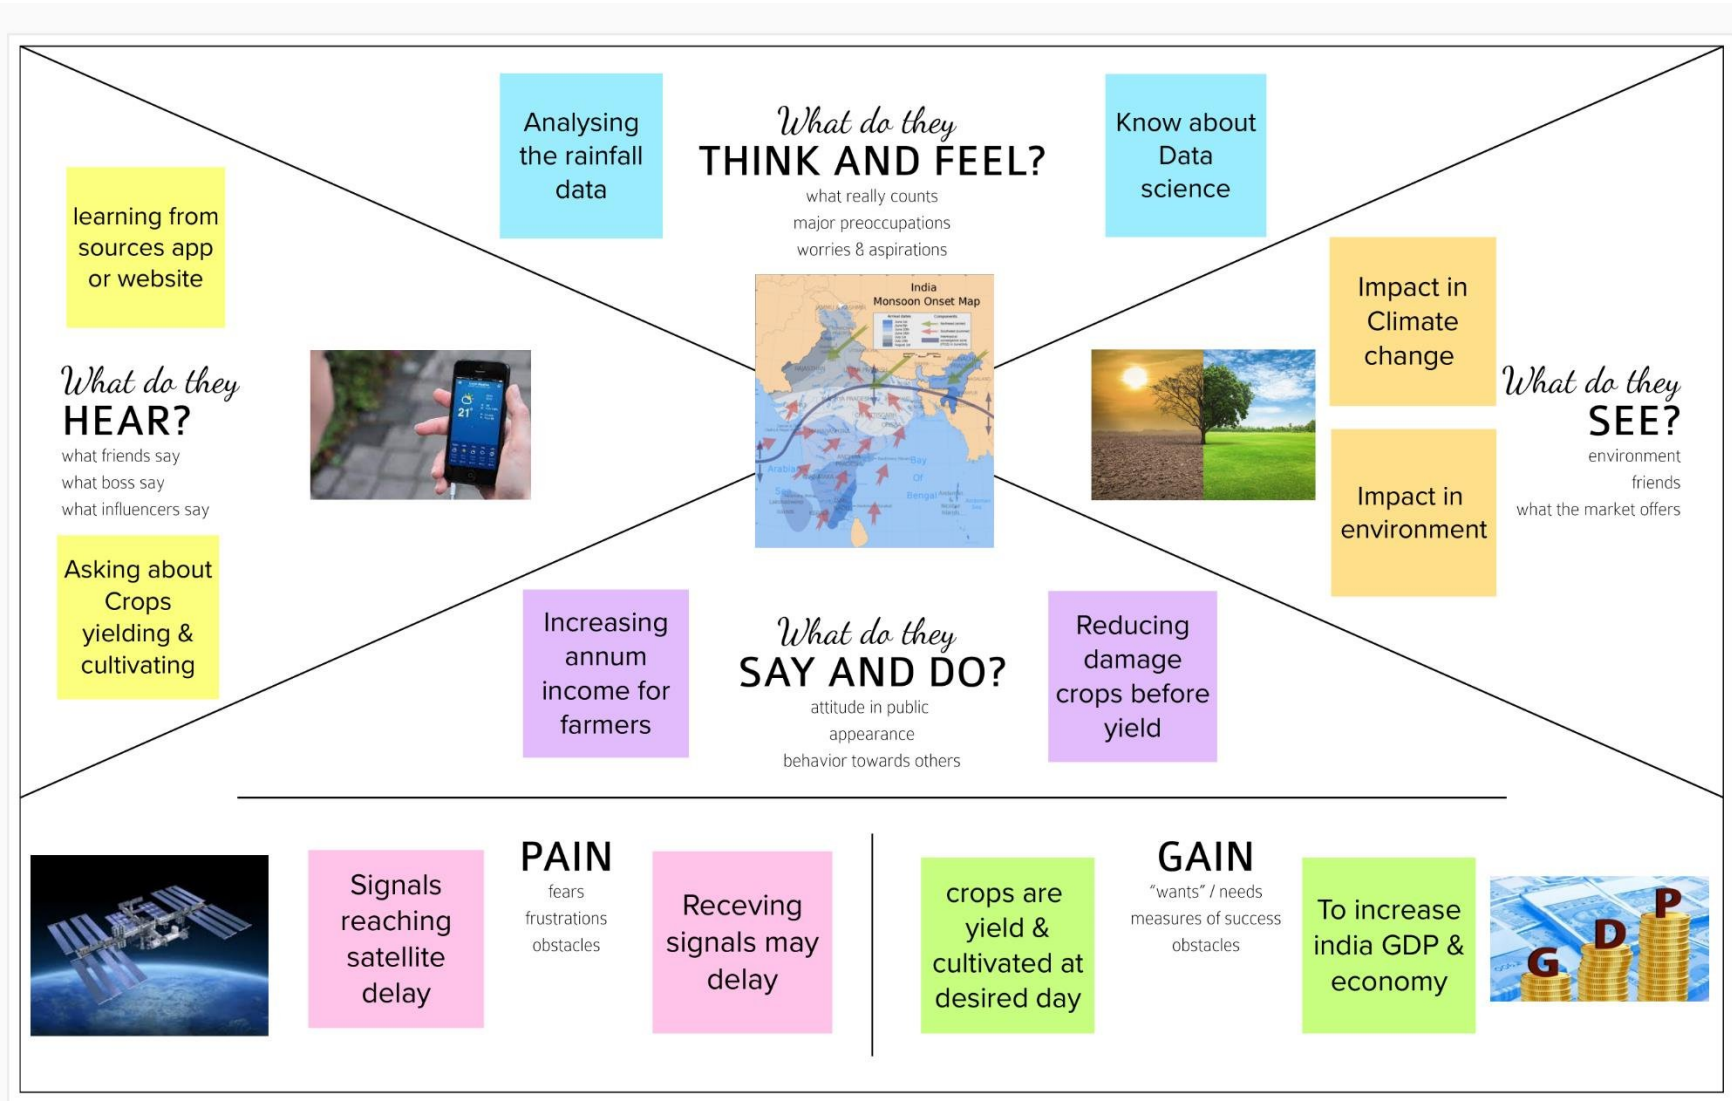 Analysing
the rainfall
data
What do they
THINK AND FEEL?
what really counts
major preoccupations
worries & aspirations
Know about
Data
science
learning from
sources app
or website
What do they
HEAR?
what friends say
what boss say
what influencers say
Asking about
Crops
yielding &
cultivating
21°
India
Monsoon Onset Map
Arabian
Sea
Bay
Of
Bengal
Impact in
Climate
change
Impact in
environment
What do they
SEE?
environment
friends
what the market offers
Increasing
annum
income for
farmers
What do they
SAY AND DO?
attitude in public
appearance
behavior towards others
Reducing
damage
crops before
yield
Signals
reaching
satellite
delay
PAIN
fears
frustrations
obstacles
Receving
signals may
delay
crops are
yield &
cultivated at
desired day
GAIN
“wants” / needs
measures of success
obstacles
To increase
india GDP &
economy
G D P